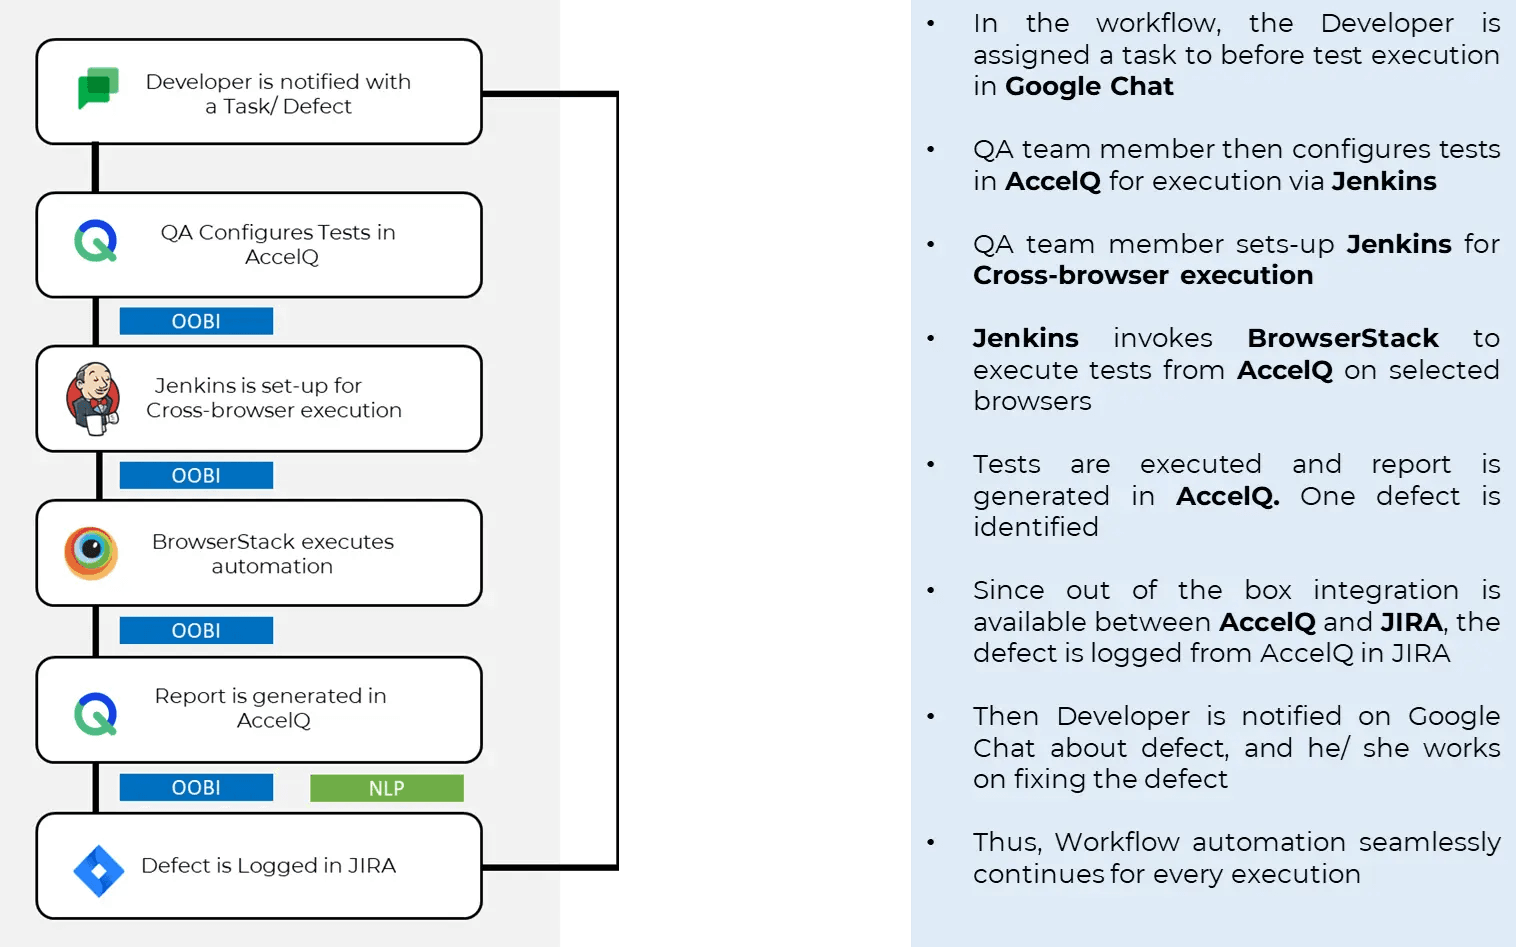 Developer is notified with
a Task/ Defect
QA Configures Tests in
AccelQ
OOBI
Jenkins is set-up for
Cross-browser execution
OOBI
BrowserStack executes
automation
OOBI
Report is generated in
AccelQ
OOBI NLP
Defect is Logged in JIRA
• In the workflow, the Developer is
assigned a task to before test execution
in Google Chat
• QA team member then configures tests
in AccelQ for execution via Jenkins
• QA team member sets-up Jenkins for
Cross-browser execution
• Jenkins invokes BrowserStack to
execute tests from AccelQ on selected
browsers
• Tests are executed and report is
generated in AccelQ. One defect is
identified
• Since out of the box integration is
available between AccelQ and JIRA, the
defect is logged from AccelQ in JIRA
• Then Developer is notified on Google
Chat about defect, and he/ she works
on fixing the defect
• Thus, Workflow automation seamlessly
continues for every execution